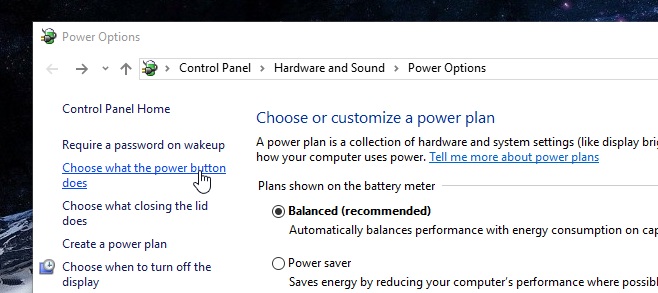 Power Options
Control Panel > Hardware and Sound > Power Options
Control Panel Home
Require a password on wakeup
Choose what the power button
does
Choose what closing the lid
does
Create a power plan
Choose when to turn off the
display
Choose or customize a power plan
A power plan is a collection of hardware and system settings (like display
how your computer uses power. Tell me more about power plans
Plans shown on the battery meter
Balanced (recommended)
Automatically balances performance with energy consumption on
Power saver
Saves energy by reducing your computer's performance where